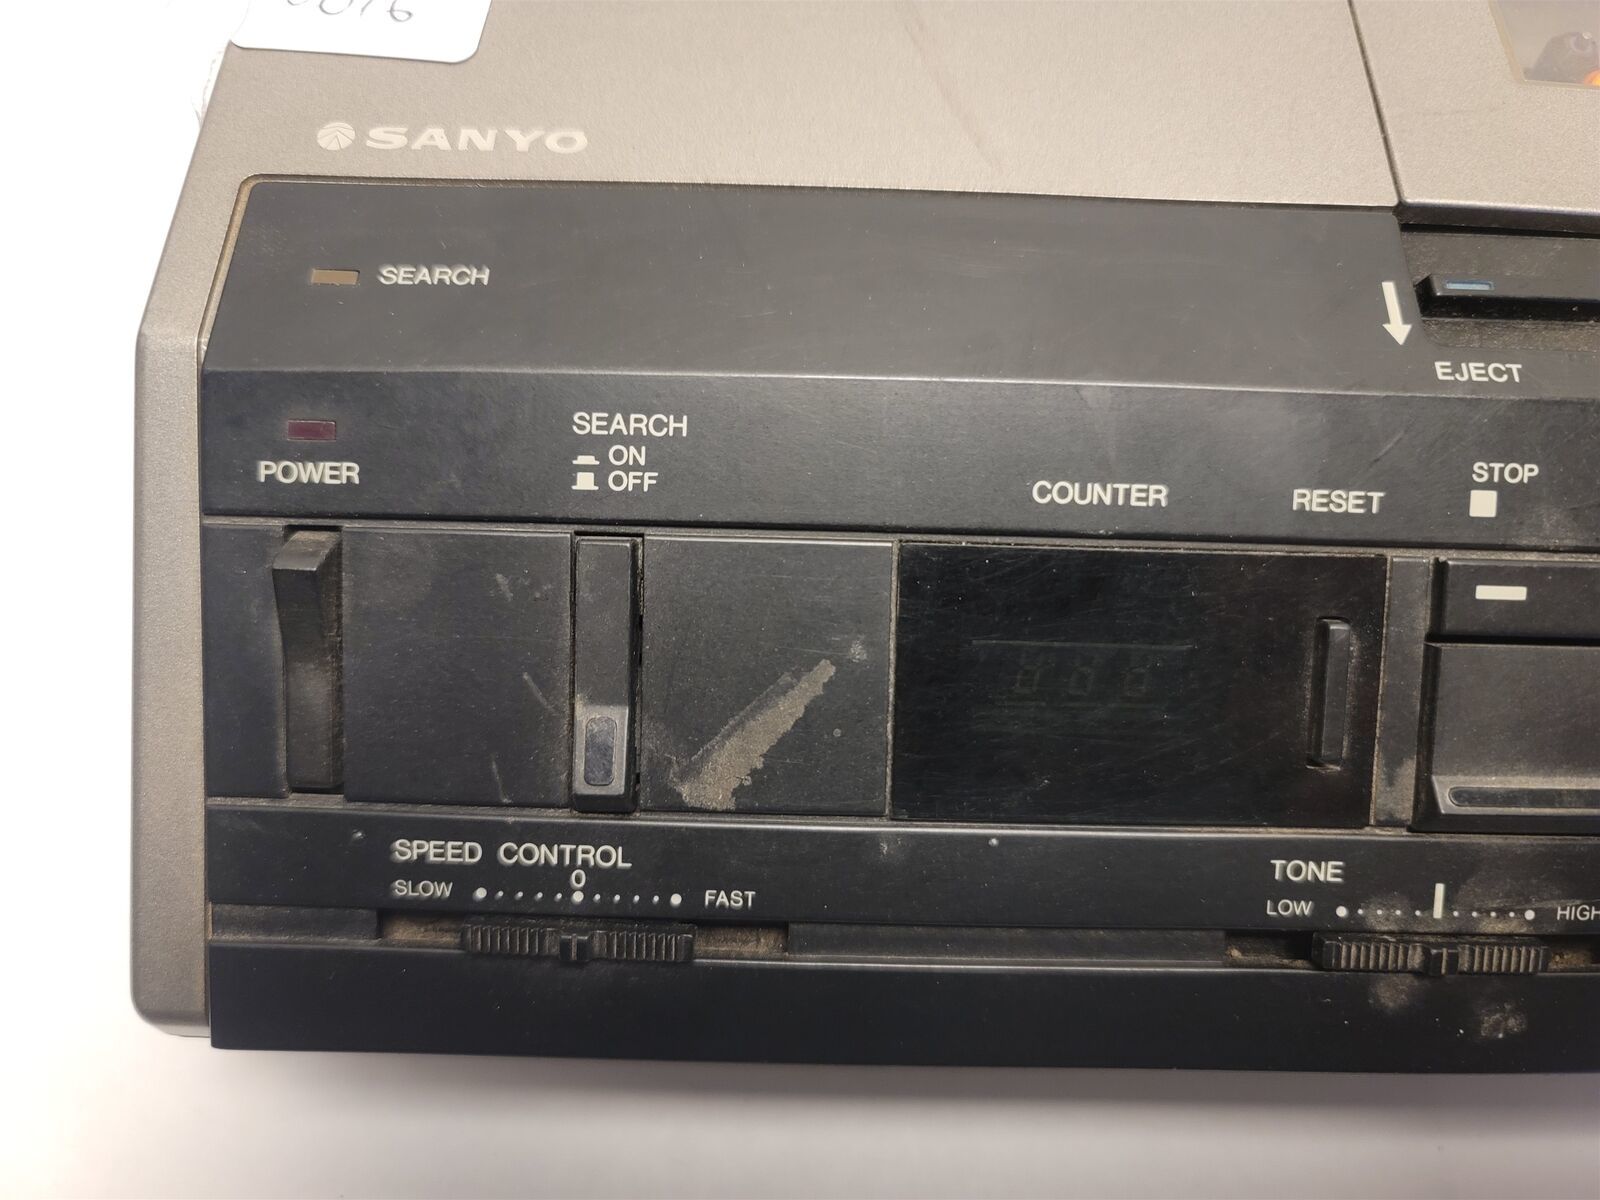 SANYO
SEARCH
EJECT
POWER
SEARCH
ON
OFF
COUNTER
RESET
STOP
SPEED CONTROL
0
SLOW
FAST
TONE
LOW
HIGH